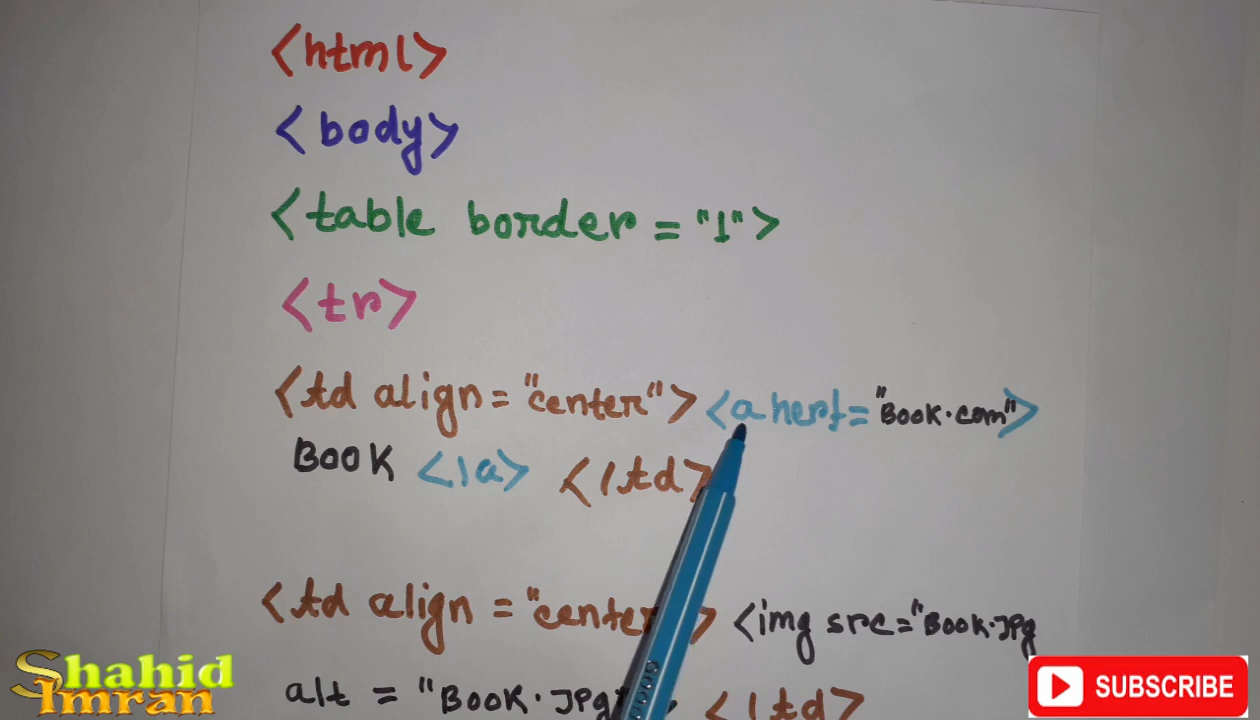 <html>
<body>
<table border = "1">
<tr>
<td align = "center"> <a herf = "Book.com">
BOOK </a> </td>
<td align = "center > <img src = "Book.Jpg
alt = "BOOK.JPg" </td>
Shahid
Imran
SUBSCRIBE